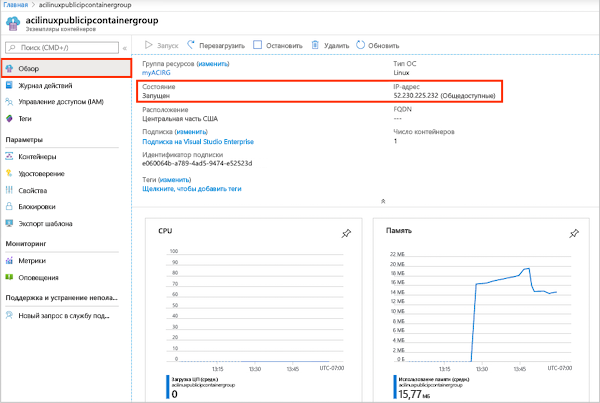 Главная > acilinuxpublicipcontainergroup
acilinuxpublicipcontainergroup
Экземпляры контейнеров
Поиск (CMD+/)
«
Запуск
Перезагрузить
Остановить
Удалить
Обновить
Обзор
Журнал действий
Управление доступом (IAM)
Теги
Параметры
Контейнеры
Удостоверение
Свойства
Блокировки
Экспорт шаблона
Мониторинг
Метрики
Оповещения
Поддержка и устранение непола...
Новый запрос в службу под...
Группа ресурсов (изменить)
myACIRG
Состояние
Запущен
Расположение
Центральная часть США
Подписка (изменить)
Подписка на Visual Studio Enterprise
Идентификатор подписки
e060064b-a789-4ad5-9474-e52523d
Теги (изменить)
Щелкните, чтобы добавить теги
Тип ОС
Linux
IP-адрес
52.230.225.232 (Общедоступные)
FQDN
---
Число контейнеров
1
CPU
100
90
80
70
60
50
40
30
20
10
0
13:15
13:30
13:45
UTC-07:00
Загрузка ЦП (средн.)
acilinuxpublicipcontainergroup
0
Память
22 МБ
20 МБ
18 МБ
16 МБ
14 МБ
12 МБ
10 МБ
8 МБ
6 МБ
4 МБ
2 МБ
0 МБ
13:15
13:30
13:45
UTC-07:00
Использование памяти (средн.)
acilinuxpublicipcontainergroup
15,77 МБ